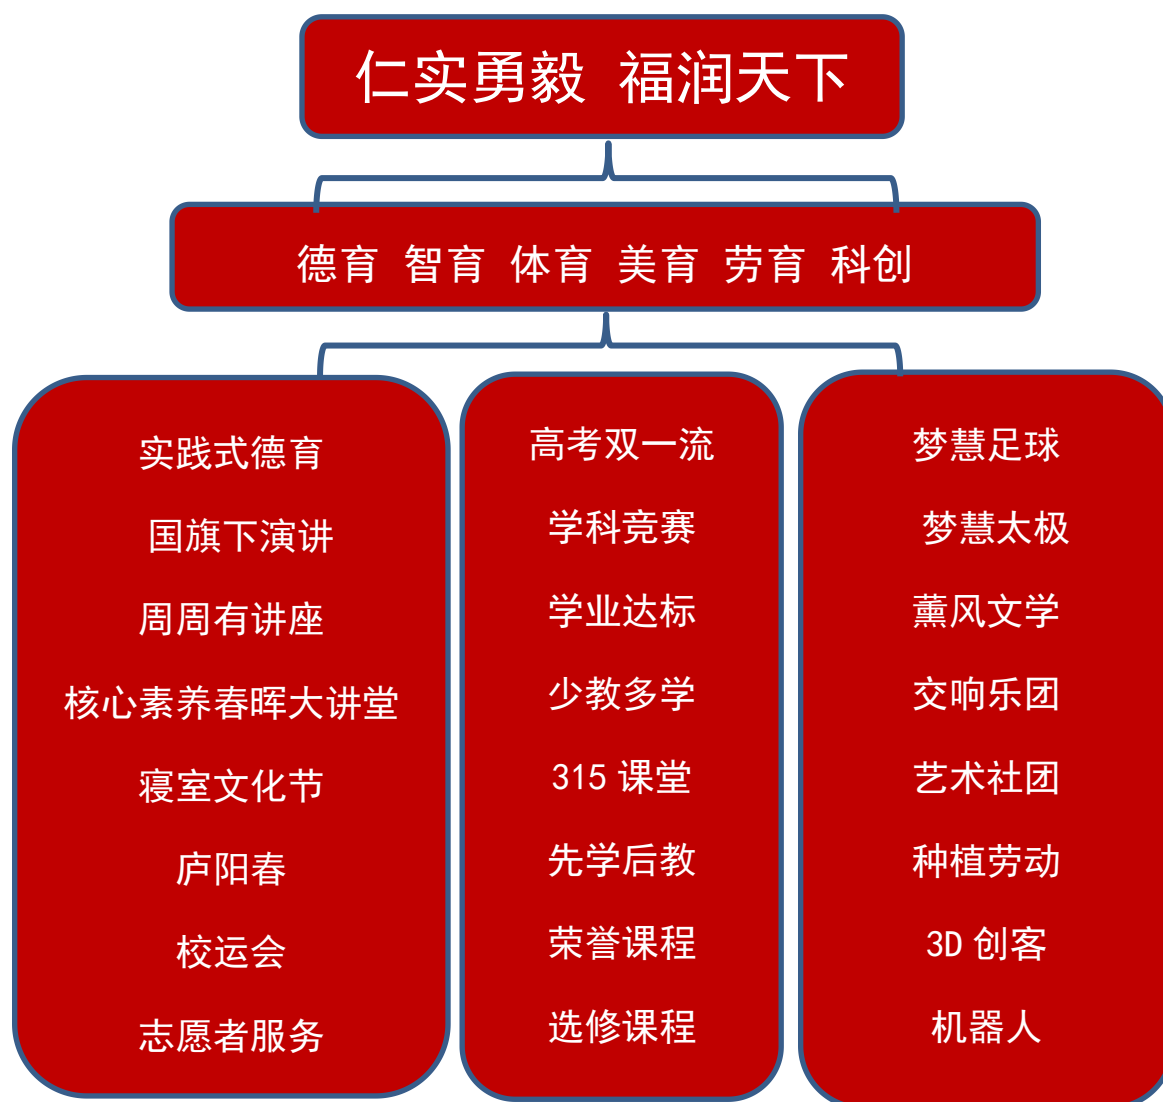 仁实勇毅 福润天下
德育 智育 体育 美育 劳育 科创
实践式德育
国旗下演讲
周周有讲座
核心素养春晖大讲堂
寝室文化节
庐阳春
校运会
志愿者服务
高考双一流
学科竞赛
学业达标
少教多学
315 课堂
先学后教
荣誉课程
选修课程
梦慧足球
梦慧太极
薰风文学
交响乐团
艺术社团
种植劳动
3D 创客
机器人